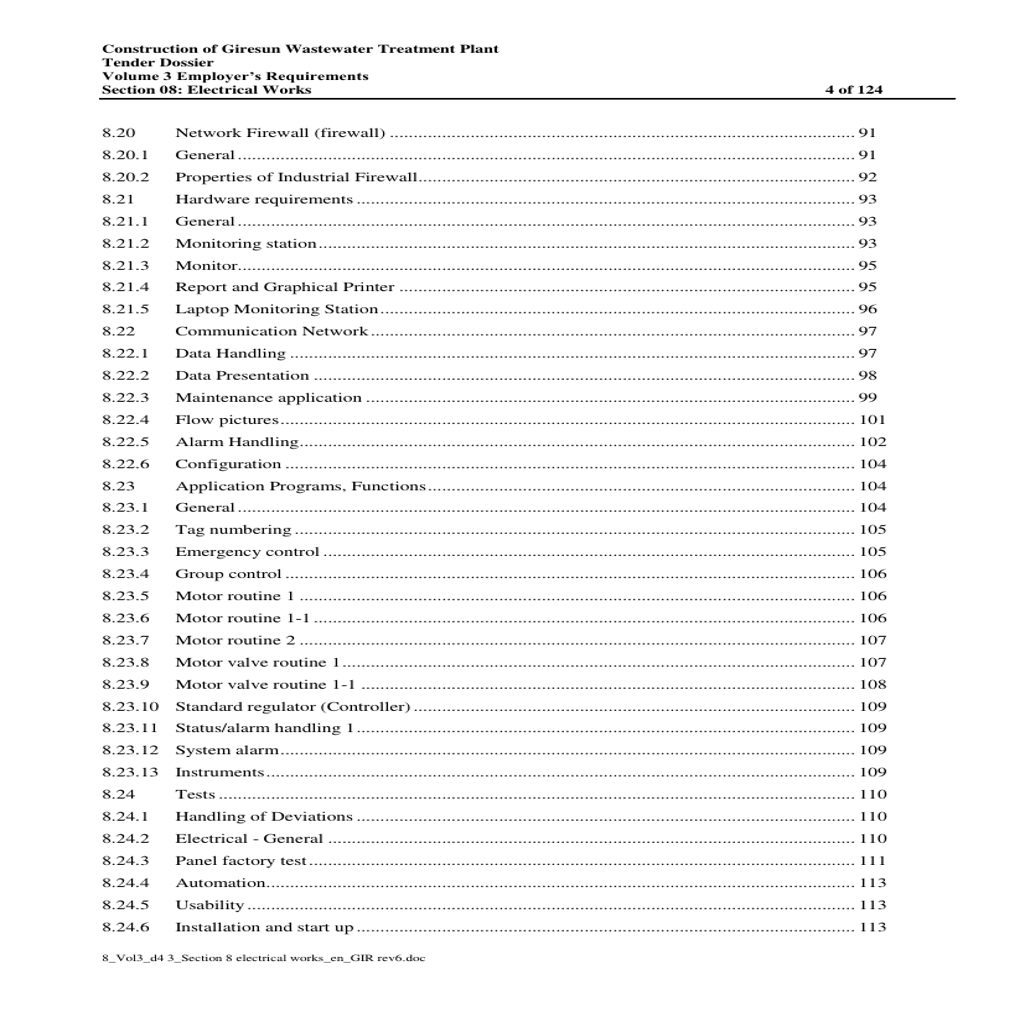 Construction of Giresun Wastewater Treatment Plant
Tender Dossier
Volume 3 Employer's Requirements
Section 08: Electrical Works 4 of 124
8.20 Network Firewall (firewall) ........ 91
8.20.1 General ........ 91
8.20.2 Properties of Industrial Firewall ........ 92
8.21 Hardware requirements ........ 93
8.21.1 General ........ 93
8.21.2 Monitoring station ........ 93
8.21.3 Monitor ........ 95
8.21.4 Report and Graphical Printer ........ 95
8.21.5 Laptop Monitoring Station ........ 96
8.22 Communication Network ........ 97
8.22.1 Data Handling ........ 97
8.22.2 Data Presentation ........ 98
8.22.3 Maintenance application ........ 99
8.22.4 Flow pictures ........ 101
8.22.5 Alarm Handling ........ 102
8.22.6 Configuration ........ 104
8.23 Application Programs, Functions ........ 104
8.23.1 General ........ 104
8.23.2 Tag numbering ........ 105
8.23.3 Emergency control ........ 105
8.23.4 Group control ........ 106
8.23.5 Motor routine 1 ........ 106
8.23.6 Motor routine 1-1 ........ 106
8.23.7 Motor routine 2 ........ 107
8.23.8 Motor valve routine 1 ........ 107
8.23.9 Motor valve routine 1-1 ........ 108
8.23.10 Standard regulator (Controller) ........ 109
8.23.11 Status/alarm handling 1 ........ 109
8.23.12 System alarm ........ 109
8.23.13 Instruments ........ 109
8.24 Tests ........ 110
8.24.1 Handling of Deviations ........ 110
8.24.2 Electrical - General ........ 110
8.24.3 Panel factory test ........ 111
8.24.4 Automation ........ 113
8.24.5 Usability ........ 113
8.24.6 Installation and start up ........ 113
8_Vol3_d4 3_Section 8 electrical works_en_GIR rev6.doc